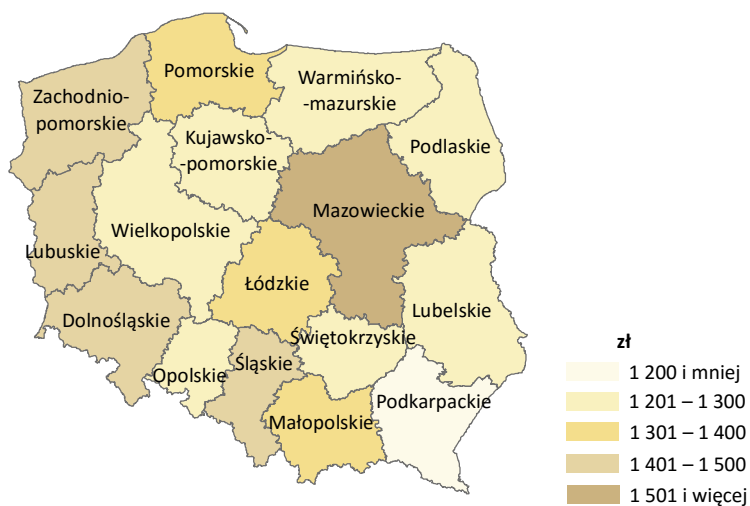 Pomorskie
Warmińsko-
-mazurskie
Zachodnio-
pomorskie
Kujawsko-
-pomorskie
Podlaskie
Mazowieckie
Wielkopolskie
Lubuskie
Łódzkie
Lubelskie
Dolnośląskie
Świętokrzyskie
Opolskie
Śląskie
Podkarpackie
Małopolskie
zł
1 200 i mniej
1 201 – 1 300
1 301 – 1 400
1 401 – 1 500
1 501 i więcej